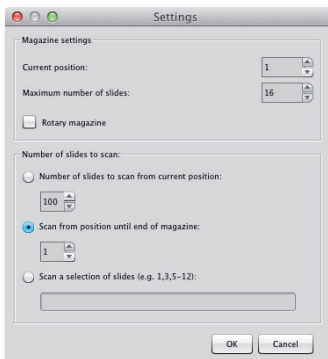 Settings
Magazine settings
Current position: 1
Maximum number of slides: 16
Rotary magazine
Number of slides to scan:
Number of slides to scan from current position:
100
Scan from position until end of magazine:
1
Scan a selection of slides (e.g. 1,3,5-12):
OK Cancel